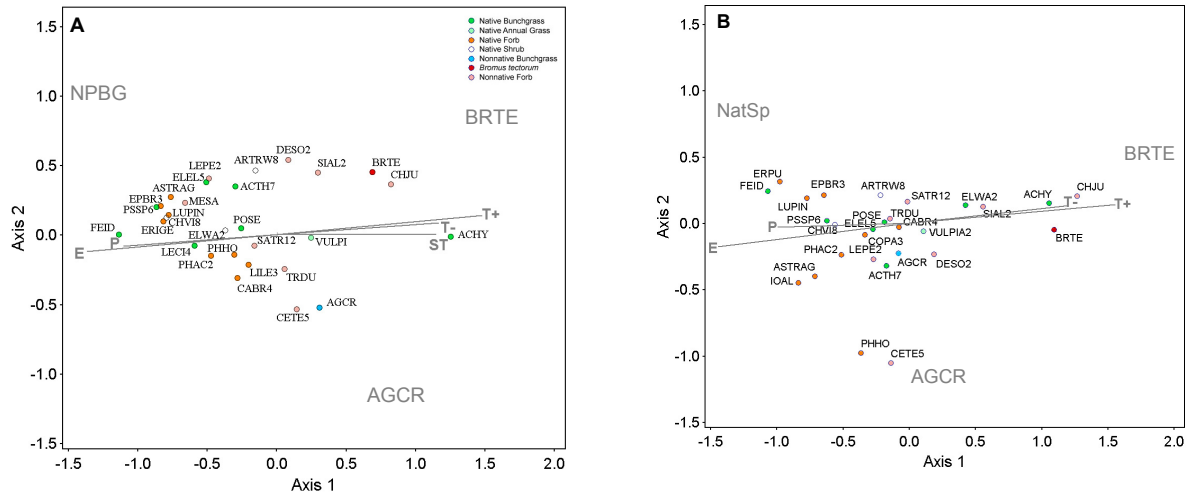 A
Native Bunchgrass
Native Annual Grass
Native Forb
Native Shrub
Nonnative Bunchgrass
Bromus tectorum
Nonnative Forb
NPBG
BRTE
DESO2
ARTRW8
LEPE2
SIAL2
BRTE
CHJU
ELEL5
ACTH7
ASTRAG
MESA
EPBR3
PSSP6
LUPIN
CHVI8
ERIGE
FEID
POSE
ELWA2
T+
T-
ST
ACHY
P
E
SATR12
VULPI
LECI4
PHHO
PHAC2
LILE3
TRDU
CABR4
CETE5
AGCR
AGCR
1.5
1.0
0.5
0.0
-0.5
-1.0
-1.5
Axis 2
-1.5 -1.0 -0.5 0.0 0.5 1.0 1.5 2.0
Axis 1
B
NatSp
BRTE
ERPU
FEID
EPBR3
LUPIN
ARTRW8
SATR12
ELWA2
ACHY
CHJU
T-
T+
SIAL2
PSSP6
POSE
TRDU
P
CHVI8
ELEL5
CABR4
VULPIA2
BRTE
E
COPA3
PHAC2
LEPE2
AGCR
DESO2
ACTH7
ASTRAG
IOAL
PHHO
CETE5
AGCR
1.5
1.0
0.5
0.0
-0.5
-1.0
-1.5
Axis 2
-1.5 -1.0 -0.5 0.0 0.5 1.0 1.5 2.0
Axis 1